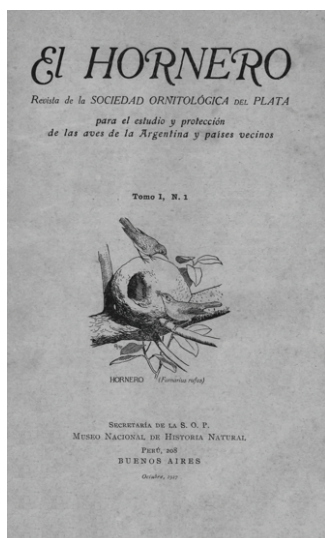 El HORNERO
Revista de la SOCIEDAD ORNITOLÓGICA DEL PLATA
para el estudio y protección
de las aves de la Argentina y países vecinos
Tomo I, N. 1
HORNERO (Furnarius rufus)
SECRETARÍA DE LA S. O. P.
MUSEO NACIONAL DE HISTORIA NATURAL
PERÚ, 208
BUENOS AIRES
Octubre, 1917